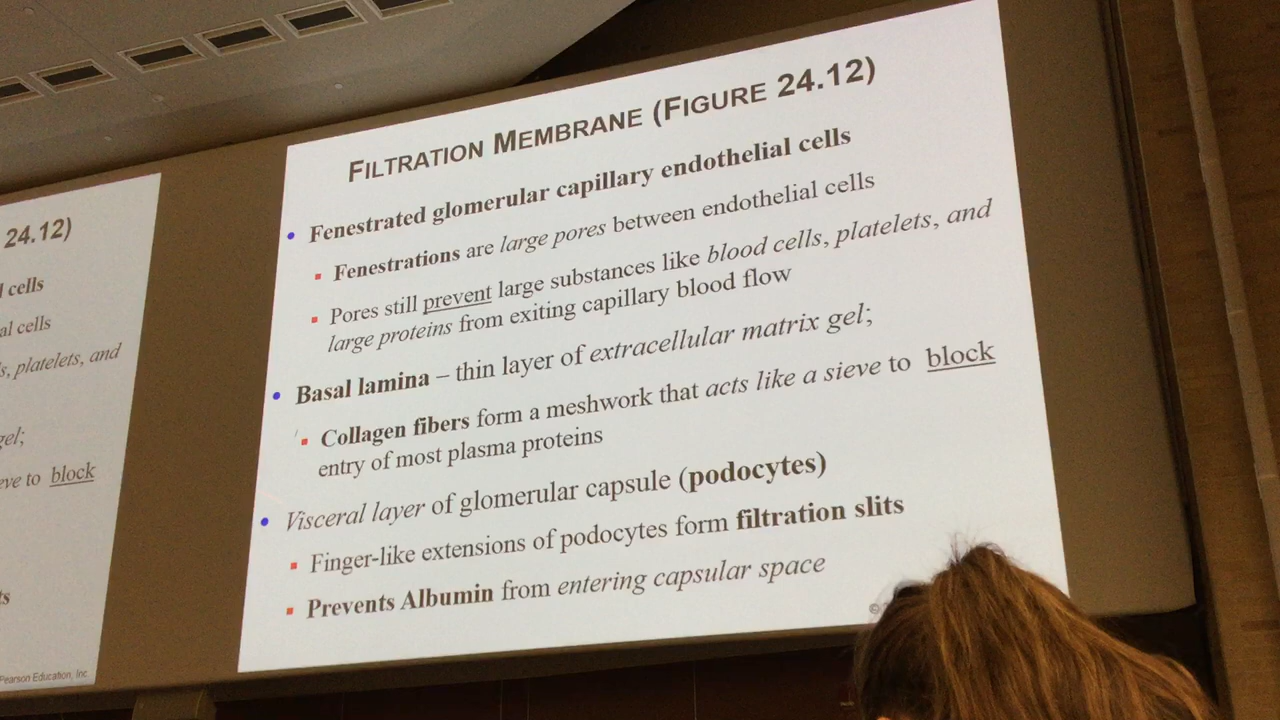 24.12)
l cells
al cells
s, platelets, and
gel;
eve to block
ts
Pearson Education, Inc
FILTRATION MEMBRANE (FIGURE 24.12)
• Fenestrated glomerular capillary endothelial cells
▪ Fenestrations are large pores between endothelial cells
▪ Pores still prevent large substances like blood cells, platelets, and
large proteins from exiting capillary blood flow
• Basal lamina – thin layer of extracellular matrix gel;
▪ Collagen fibers form a meshwork that acts like a sieve to block
entry of most plasma proteins
• Visceral layer of glomerular capsule (podocytes)
▪ Finger-like extensions of podocytes form filtration slits
▪ Prevents Albumin from entering capsular space
©